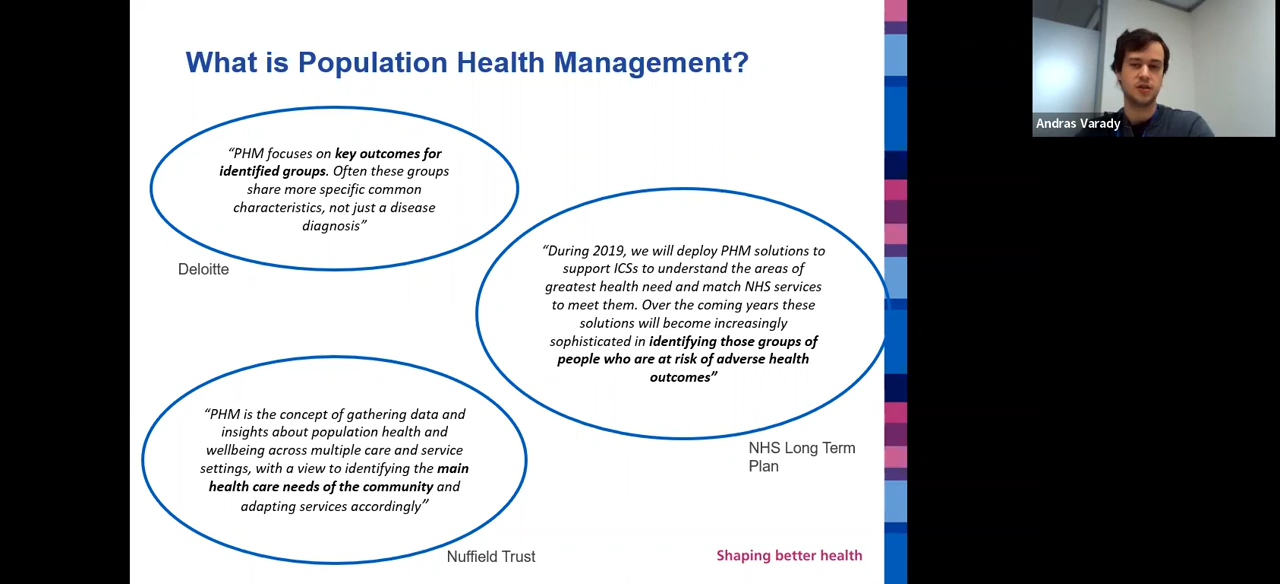 What is Population Health Management?
“PHM focuses on key outcomes for
identified groups. Often these groups
share more specific common
characteristics, not just a disease
diagnosis”
Deloitte
“During 2019, we will deploy PHM solutions to
support ICSs to understand the areas of
greatest health need and match NHS services
to meet them. Over the coming years these
solutions will become increasingly
sophisticated in identifying those groups of
people who are at risk of adverse health
outcomes”
NHS Long Term
Plan
“PHM is the concept of gathering data and
insights about population health and
wellbeing across multiple care and service
settings, with a view to identifying the main
health care needs of the community and
adapting services accordingly”
Nuffield Trust
Shaping better health
Andras Varady